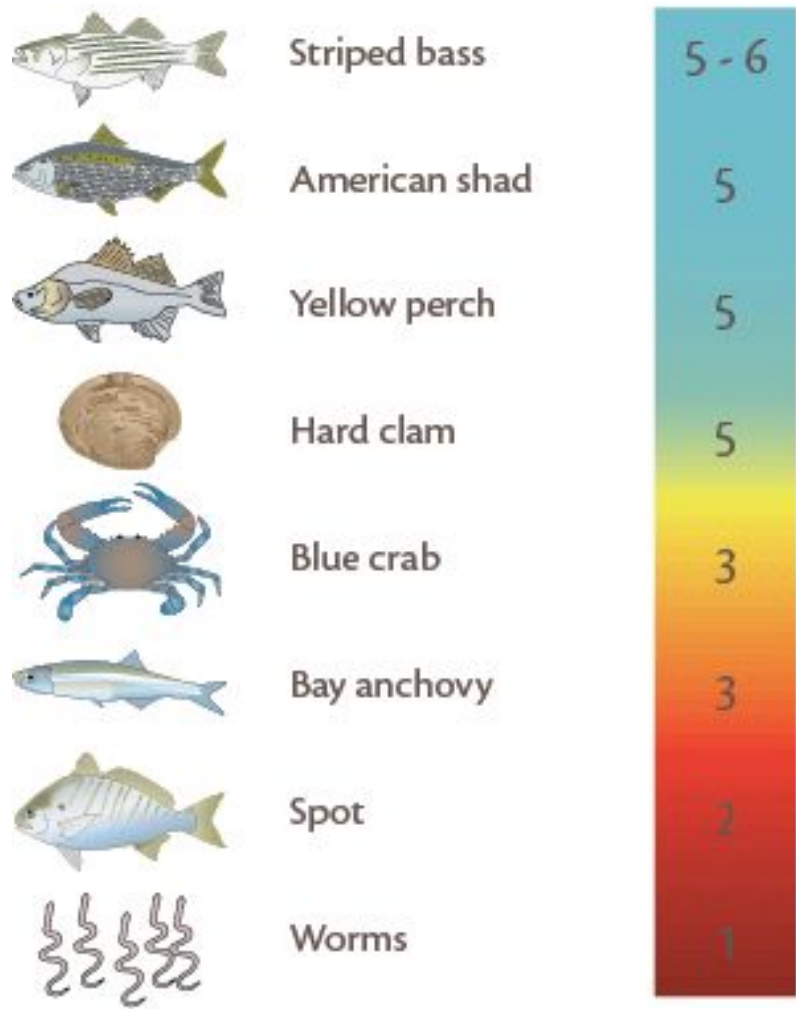 Striped bass 5 - 6
American shad 5
Yellow perch 5
Hard clam 5
Blue crab 3
Bay anchovy 3
Spot 2
Worms 1